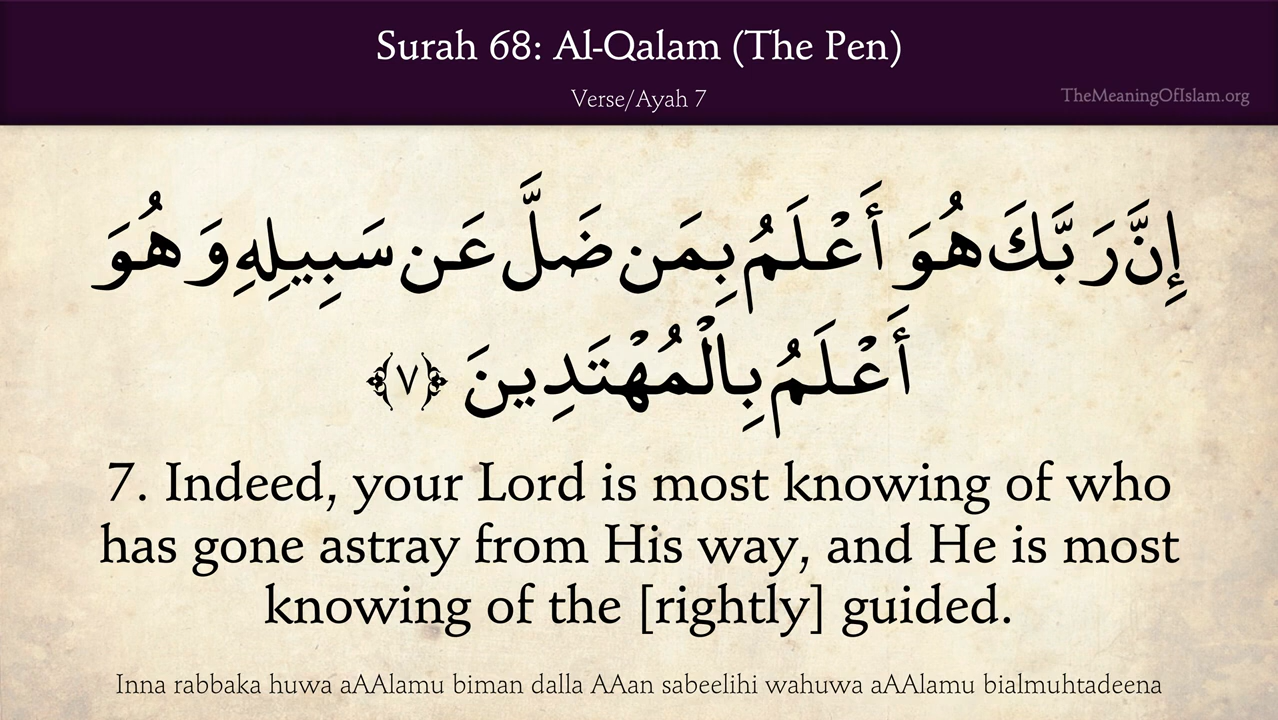 Surah 68: Al-Qalam (The Pen)
Verse/Ayah 7
TheMeaningOfIslam.org
إِنَّ رَبَّكَ هُوَ أَعْلَمُ بِمَن ضَلَّ عَن سَبِيلِهِ وَهُوَ
أَعْلَمُ بِالْمُهْتَدِينَ ﴿٧﴾
7. Indeed, your Lord is most knowing of who
has gone astray from His way, and He is most
knowing of the [rightly] guided.
Inna rabbaka huwa aAAlamu biman dalla AAan sabeelihi wahuwa aAAlamu bialmuhtadeena